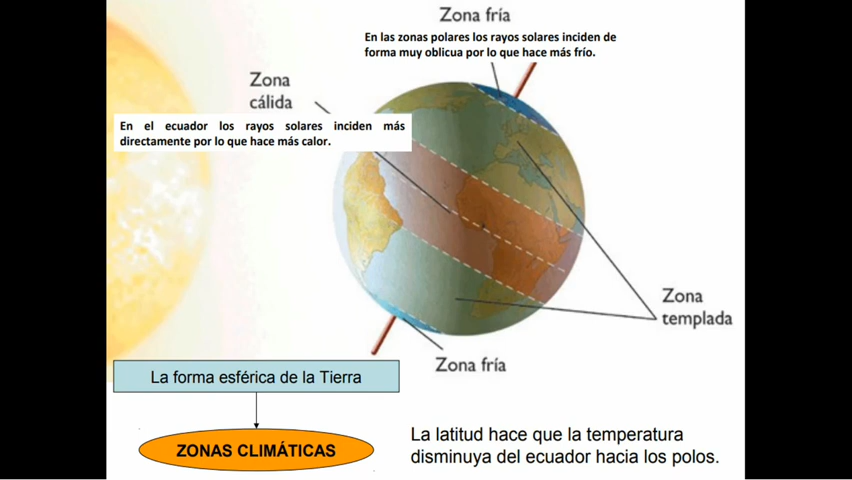 Zona fría
En las zonas polares los rayos solares inciden de
forma muy oblicua por lo que hace más frío.
Zona
cálida
En el ecuador los rayos solares inciden más
directamente por lo que hace más calor.
Zona
templada
Zona fría
La forma esférica de la Tierra
ZONAS CLIMÁTICAS
La latitud hace que la temperatura
disminuya del ecuador hacia los polos.